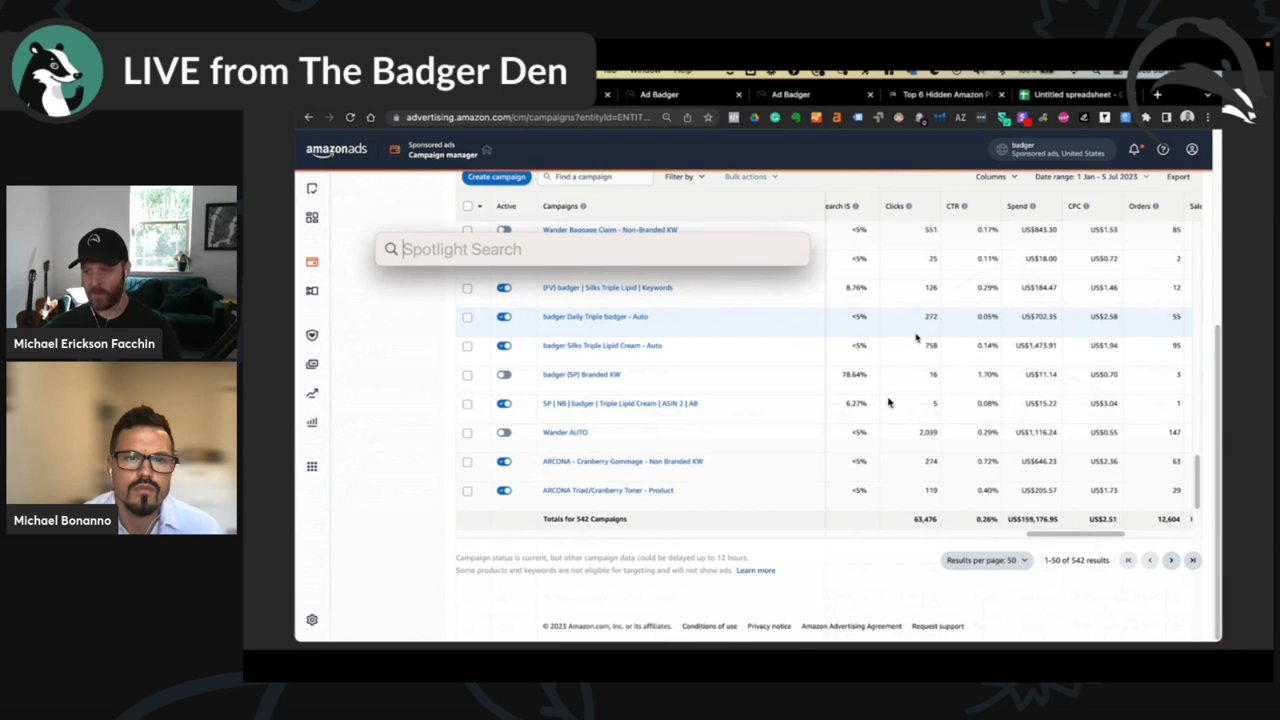 LIVE from The Badger Den
Ad Badger
Ad Badger
Top 6 Hidden Amazon P
Untitled spreadsheet -
advertising.amazon.com/cm/campaigns?entityId=ENTIT...
amazonads
Sponsored ads
Campaign manager
badger
Sponsored ads, United States
Create campaign
Find a campaign
Filter by
Bulk actions
Columns
Date range: 1 Jan - 5 Jul 2023
Export
Active
Campaigns
earch IS
Clicks
CTR
Spend
CPC
Orders
Sale
Wander Baggage Claim - Non-Branded KW <5% 551 0.17% US$843.30 85
Spotlight Search
<5% 25 0.11% US$18.00 US$0.72 2
(FV) badger | Silks Triple Lipid | Keywords 8.76% 126 0.29% US$184.47 US$1.46 12
badger Daily Triple badger - Auto <5% 272 0.05% US$702.35 US$2.58 55
badger Silks Triple Lipid Cream - Auto <5% 758 0.14% US$1,473.91 US$1.94 95
badger (SP) Branded KW 78.64% 16 1.70% US$11.14 US$0.70 3
SP | NB | badger | Triple Lipid Cream | ASIN 2 | AB 6.27% 5 0.08% US$15.22 US$3.04 1
Wander AUTO <5% 2,039 0.29% US$1,116.24 US$0.55 147
ARCONA - Cranberry Gommage - Non Branded KW <5% 274 0.72% US$646.23 US$2.36 63
ARCONA Triad/Cranberry Toner - Product <5% 119 0.40% US$205.57 US$1.73 29
Totals for 542 Campaigns 63,476 0.26% US$159,176.95 US$2.51 12,604
Campaign status is current, but other campaign data could be delayed up to 12 hours.
Some products and keywords are not eligible for targeting and will not show ads. Learn more
Results per page: 50
1-50 of 542 results
© 2023 Amazon.com, Inc. or its affiliates. Conditions of use Privacy notice Amazon Advertising Agreement Request support
Michael Erickson Facchin
Michael Bonanno